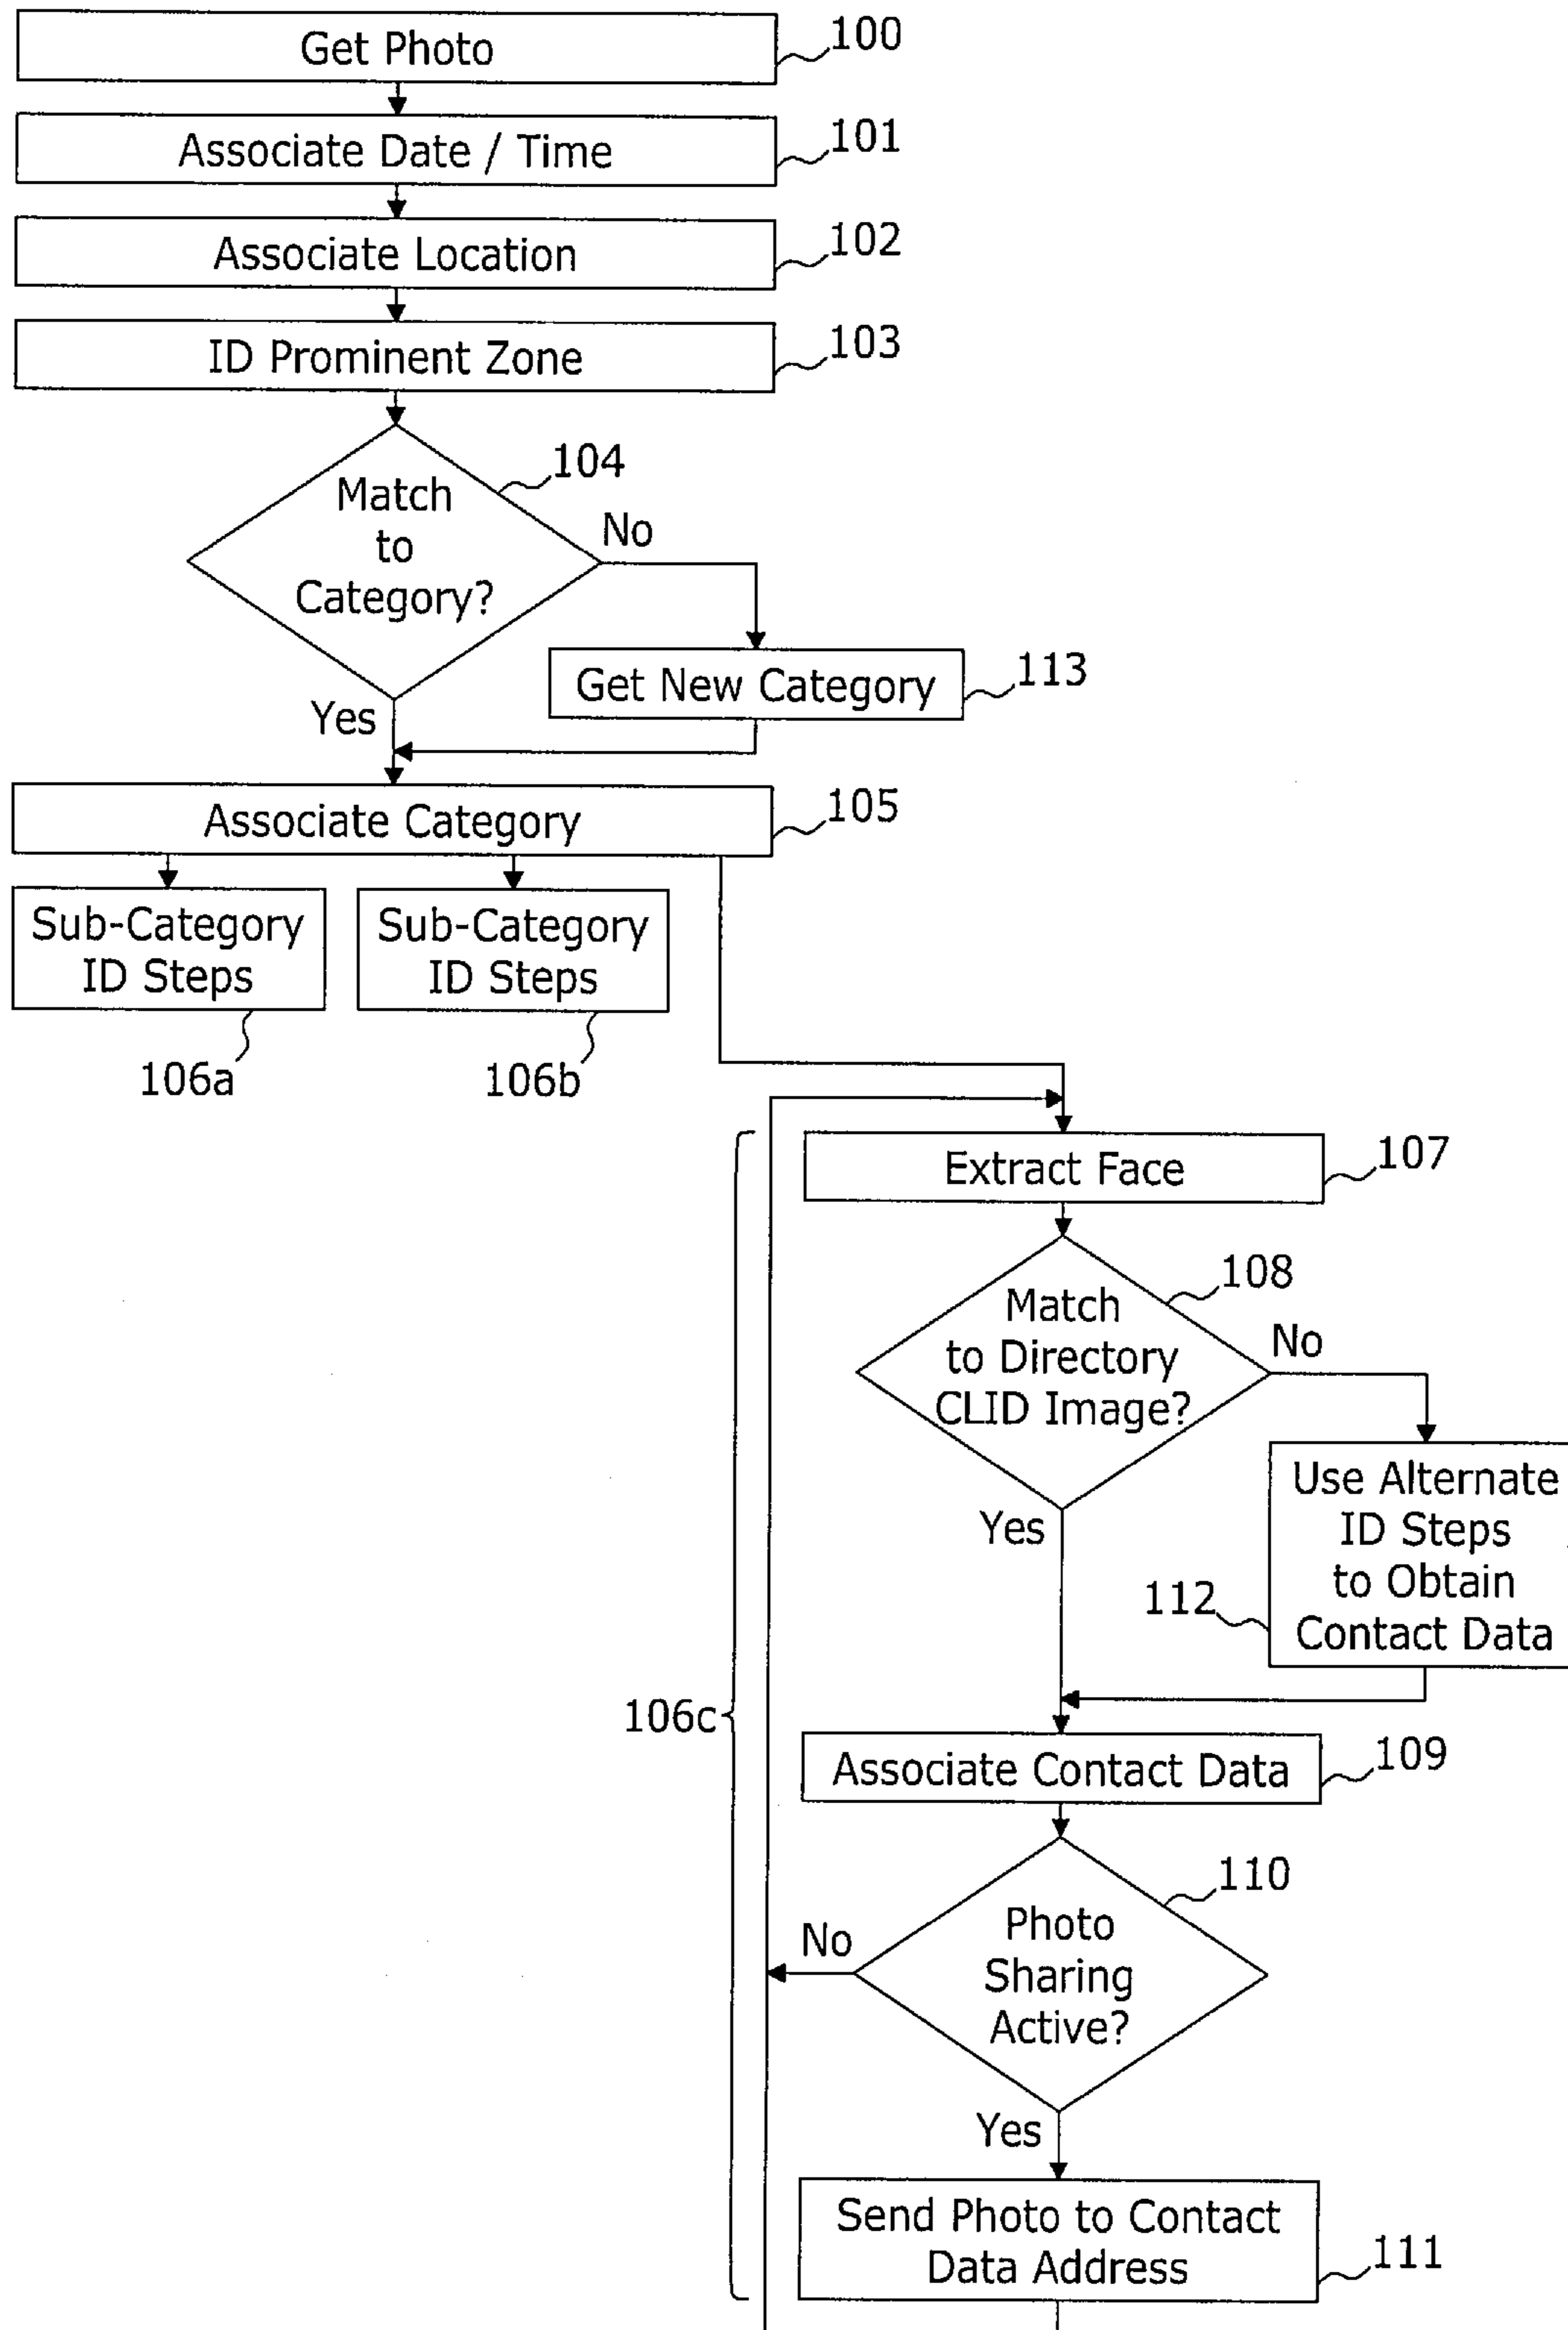 Get Photo
100
Associate Date / Time
101
Associate Location
102
ID Prominent Zone
103
104
Match
to
Category?
No
Get New Category
113
Yes
Associate Category
105
Sub-Category
ID Steps
106a
Sub-Category
ID Steps
106b
Extract Face
107
108
Match
to Directory
CLID Image?
No
Use Alternate
ID Steps
to Obtain
Contact Data
112
Yes
106c
Associate Contact Data
109
110
Photo
Sharing
Active?
No
Yes
Send Photo to Contact
Data Address
111